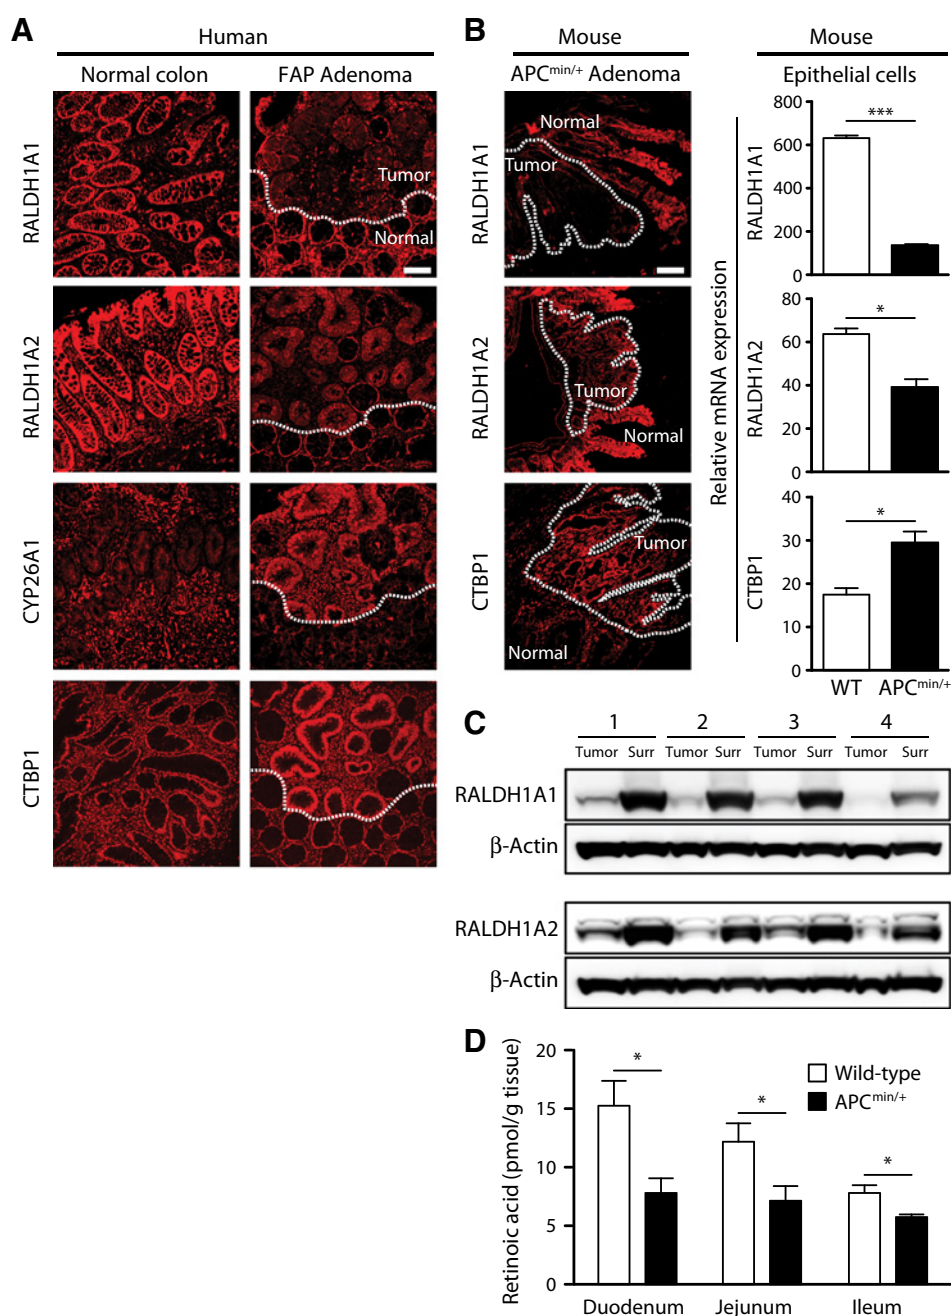 A
Human
Normal colon
FAP Adenoma
RALDH1A1
Tumor
Normal
RALDH1A2
CYP26A1
CTBP1
B
Mouse
APCmin/+ Adenoma
RALDH1A1
Normal
Tumor
RALDH1A2
Tumor
Normal
CTBP1
Tumor
Normal
Mouse
Epithelial cells
Relative mRNA expression
RALDH1A1
800
600
400
200
0
***
RALDH1A2
80
60
40
20
0
*
CTBP1
40
30
20
10
0
*
WT APCmin/+
C
1 2 3 4
Tumor Surr Tumor Surr Tumor Surr Tumor Surr
RALDH1A1
β-Actin
RALDH1A2
β-Actin
D
Retinoic acid (pmol/g tissue)
20
15
10
5
0
*
*
*
Wild-type
APCmin/+
Duodenum Jejunum Ileum